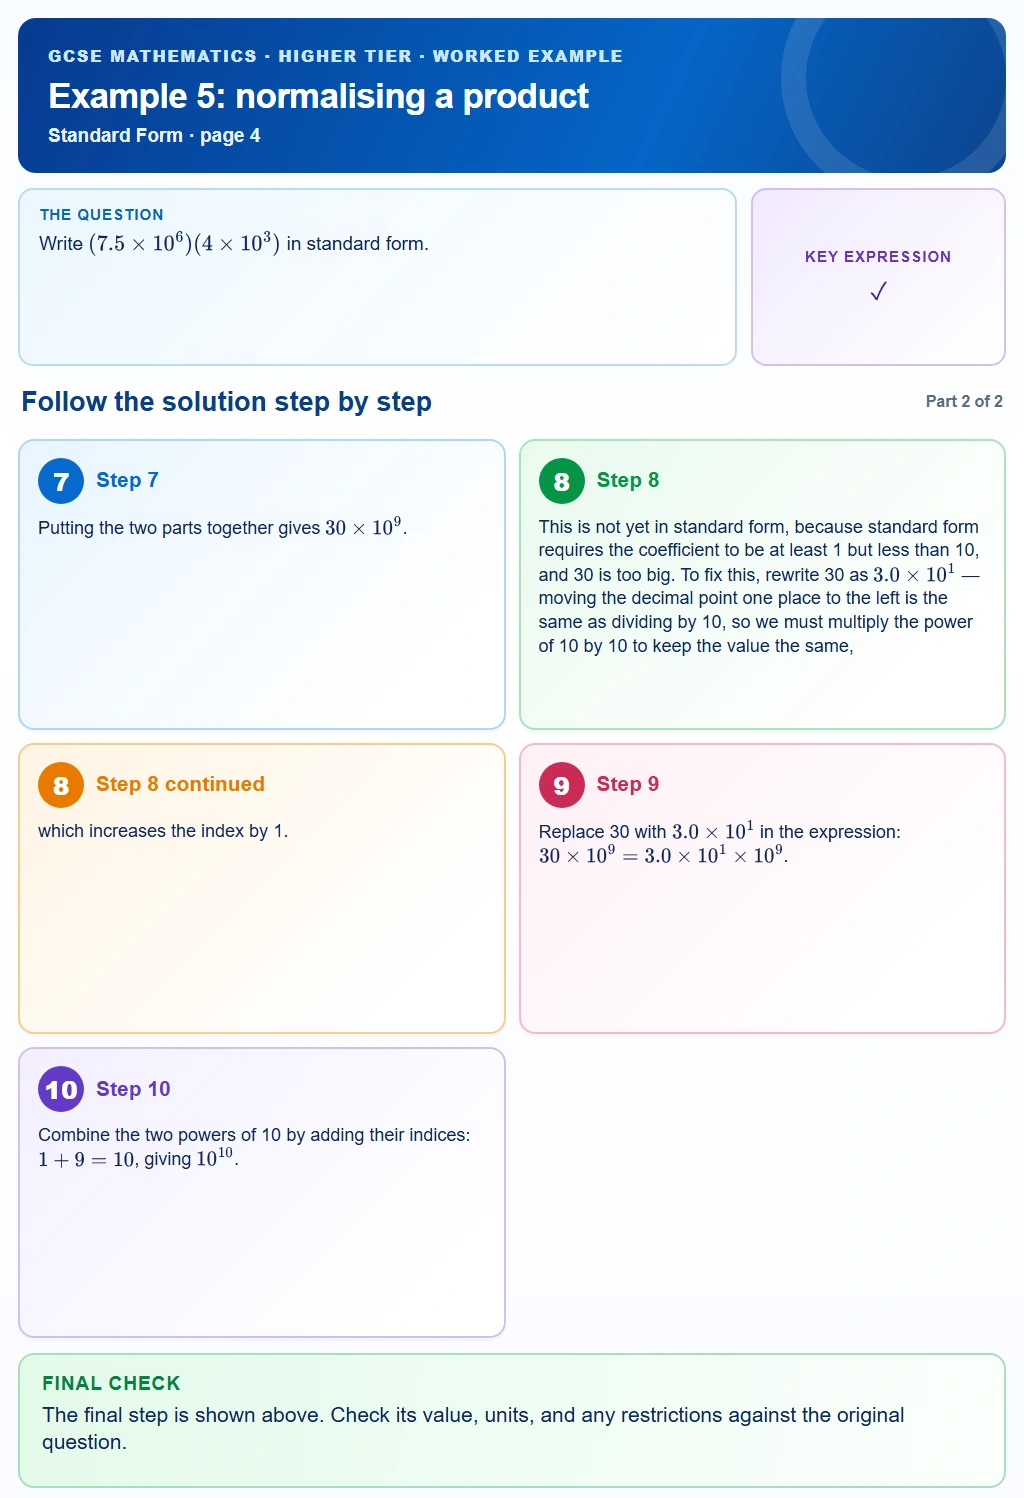 GCSE MATHEMATICS · HIGHER TIER · WORKED EXAMPLE
Example 5: normalising a product
Standard Form · page 4
THE QUESTION
Write $(7.5 \times 10^6)(4 \times 10^3)$ in standard form.
KEY EXPRESSION
✓
Follow the solution step by step
Part 2 of 2
7 Step 7
Putting the two parts together gives $30 \times 10^9$.
8 Step 8
This is not yet in standard form, because standard form
requires the coefficient to be at least 1 but less than 10,
and 30 is too big. To fix this, rewrite 30 as $3.0 \times 10^1$ —
moving the decimal point one place to the left is the
same as dividing by 10, so we must multiply the power
of 10 by 10 to keep the value the same,
8 Step 8 continued
which increases the index by 1.
9 Step 9
Replace 30 with $3.0 \times 10^1$ in the expression:
$30 \times 10^9 = 3.0 \times 10^1 \times 10^9$.
10 Step 10
Combine the two powers of 10 by adding their indices:
$1 + 9 = 10$, giving $10^{10}$.
FINAL CHECK
The final step is shown above. Check its value, units, and any restrictions against the original
question.